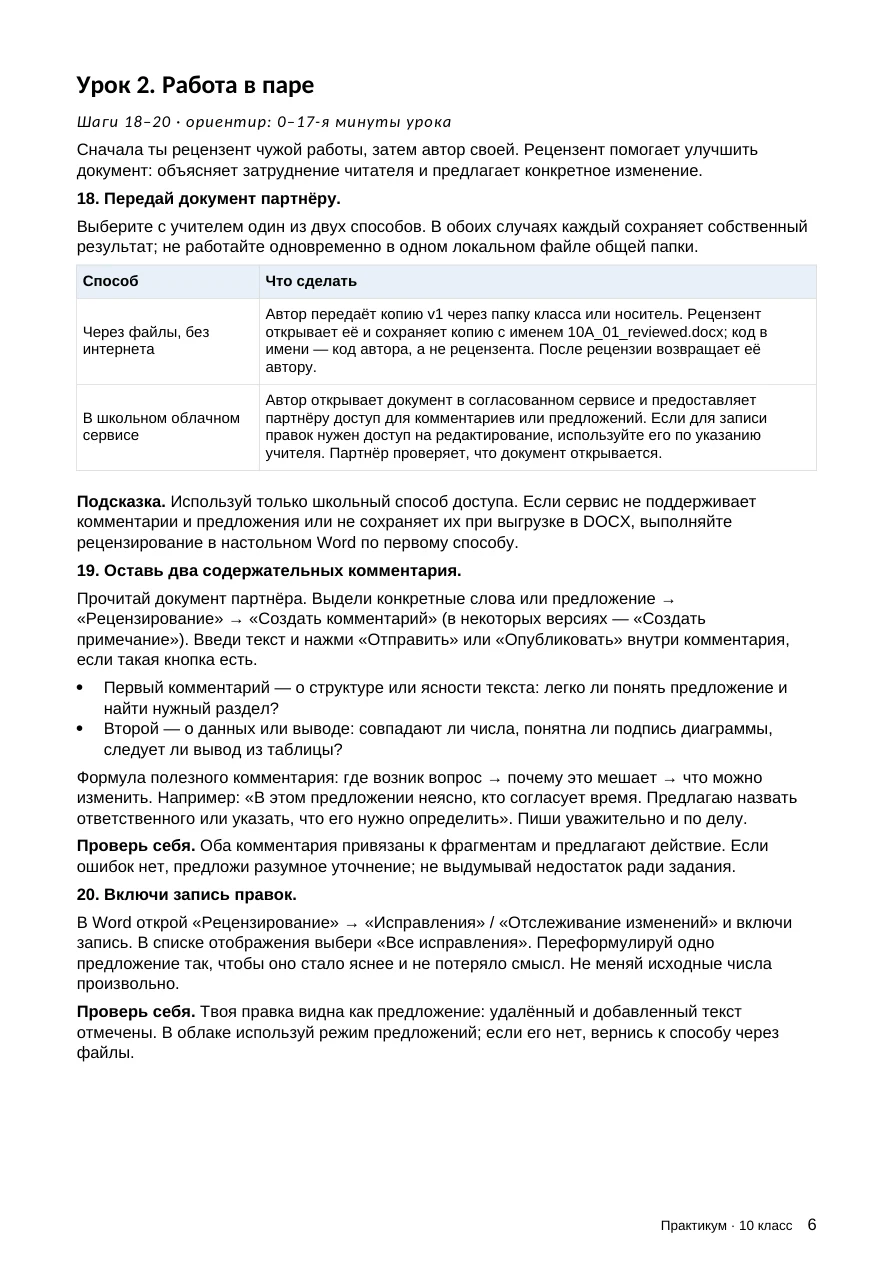 Урок 2. Работа в паре
Шаги 18–20 · ориентир: 0–17-я минуты урока
Сначала ты рецензент чужой работы, затем автор своей. Рецензент помогает улучшить
документ: объясняет затруднение читателя и предлагает конкретное изменение.
18. Передай документ партнёру.
Выберите с учителем один из двух способов. В обоих случаях каждый сохраняет собственный
результат; не работайте одновременно в одном локальном файле общей папки.
Способ
Что сделать
Через файлы, без
интернета
Автор передаёт копию v1 через папку класса или носитель. Рецензент
открывает её и сохраняет копию с именем 10A_01_reviewed.docx; код в
имени — код автора, а не рецензента. После рецензии возвращает её
автору.
В школьном облачном
сервисе
Автор открывает документ в согласованном сервисе и предоставляет
партнёру доступ для комментариев или предложений. Если для записи
правок нужен доступ на редактирование, используйте его по указанию
учителя. Партнёр проверяет, что документ открывается.
Подсказка. Используй только школьный способ доступа. Если сервис не поддерживает
комментарии и предложения или не сохраняет их при выгрузке в DOCX, выполняйте
рецензирование в настольном Word по первому способу.
19. Оставь два содержательных комментария.
Прочитай документ партнёра. Выдели конкретные слова или предложение →
«Рецензирование» → «Создать комментарий» (в некоторых версиях — «Создать
примечание»). Введи текст и нажми «Отправить» или «Опубликовать» внутри комментария,
если такая кнопка есть.
• Первый комментарий — о структуре или ясности текста: легко ли понять предложение и
найти нужный раздел?
• Второй — о данных или выводе: совпадают ли числа, понятна ли подпись диаграммы,
следует ли вывод из таблицы?
Формула полезного комментария: где возник вопрос → почему это мешает → что можно
изменить. Например: «В этом предложении неясно, кто согласует время. Предлагаю назвать
ответственного или указать, что его нужно определить». Пиши уважительно и по делу.
Проверь себя. Оба комментария привязаны к фрагментам и предлагают действие. Если
ошибок нет, предложи разумное уточнение; не выдумывай недостаток ради задания.
20. Включи запись правок.
В Word открой «Рецензирование» → «Исправления» / «Отслеживание изменений» и включи
запись. В списке отображения выбери «Все исправления». Переформулируй одно
предложение так, чтобы оно стало яснее и не потеряло смысл. Не меняй исходные числа
произвольно.
Проверь себя. Твоя правка видна как предложение: удалённый и добавленный текст
отмечены. В облаке используй режим предложений; если его нет, вернись к способу через
файлы.
Практикум · 10 класс 6